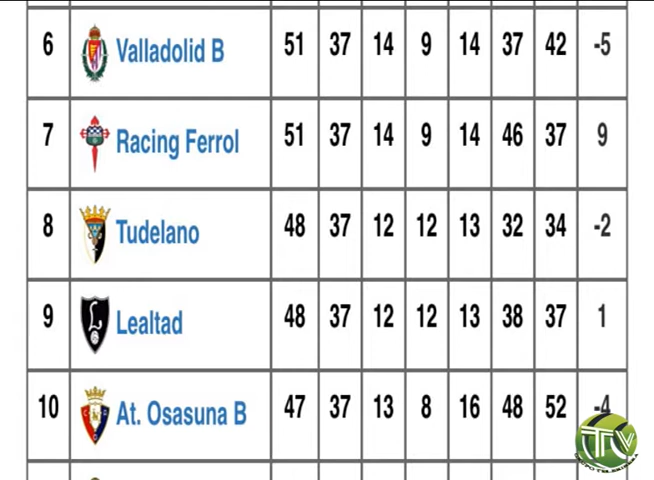 6 Valladolid B 51 37 14 9 14 37 42 -5
7 Racing Ferrol 51 37 14 9 14 46 37 9
8 Tudelano 48 37 12 12 13 32 34 -2
9 Lealtad 48 37 12 12 13 38 37 1
10 At. Osasuna B 47 37 13 8 16 48 52 -4
TV